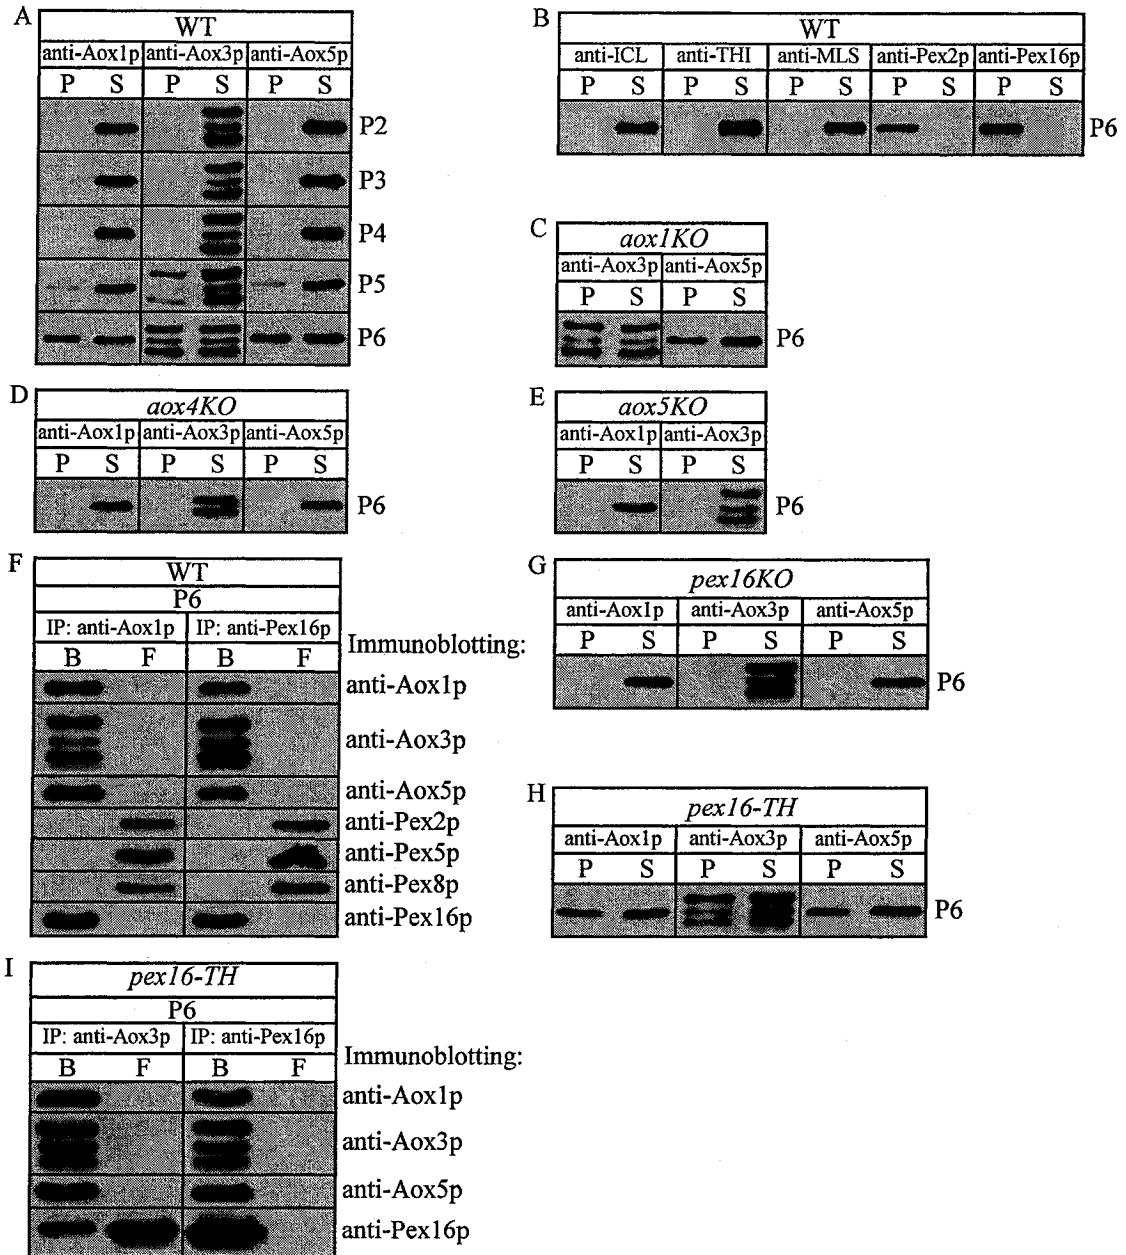 A
WT
anti-Aox1p anti-Aox3p anti-Aox5p
P S P S P S
P2
P3
P4
P5
P6
B
WT
anti-ICL anti-THI anti-MLS anti-Pex2p anti-Pex16p
P S P S P S P S P S
P6
C
aox1KO
anti-Aox3p anti-Aox5p
P S P S
P6
D
aox4KO
anti-Aox1p anti-Aox3p anti-Aox5p
P S P S P S
P6
E
aox5KO
anti-Aox1p anti-Aox3p
P S P S
P6
F
WT
P6
IP: anti-Aox1p IP: anti-Pex16p
B F B F
Immunoblotting:
anti-Aox1p
anti-Aox3p
anti-Aox5p
anti-Pex2p
anti-Pex5p
anti-Pex8p
anti-Pex16p
G
pex16KO
anti-Aox1p anti-Aox3p anti-Aox5p
P S P S P S
P6
H
pex16-TH
anti-Aox1p anti-Aox3p anti-Aox5p
P S P S P S
P6
I
pex16-TH
P6
IP: anti-Aox3p IP: anti-Pex16p
B F B F
Immunoblotting:
anti-Aox1p
anti-Aox3p
anti-Aox5p
anti-Pex16p